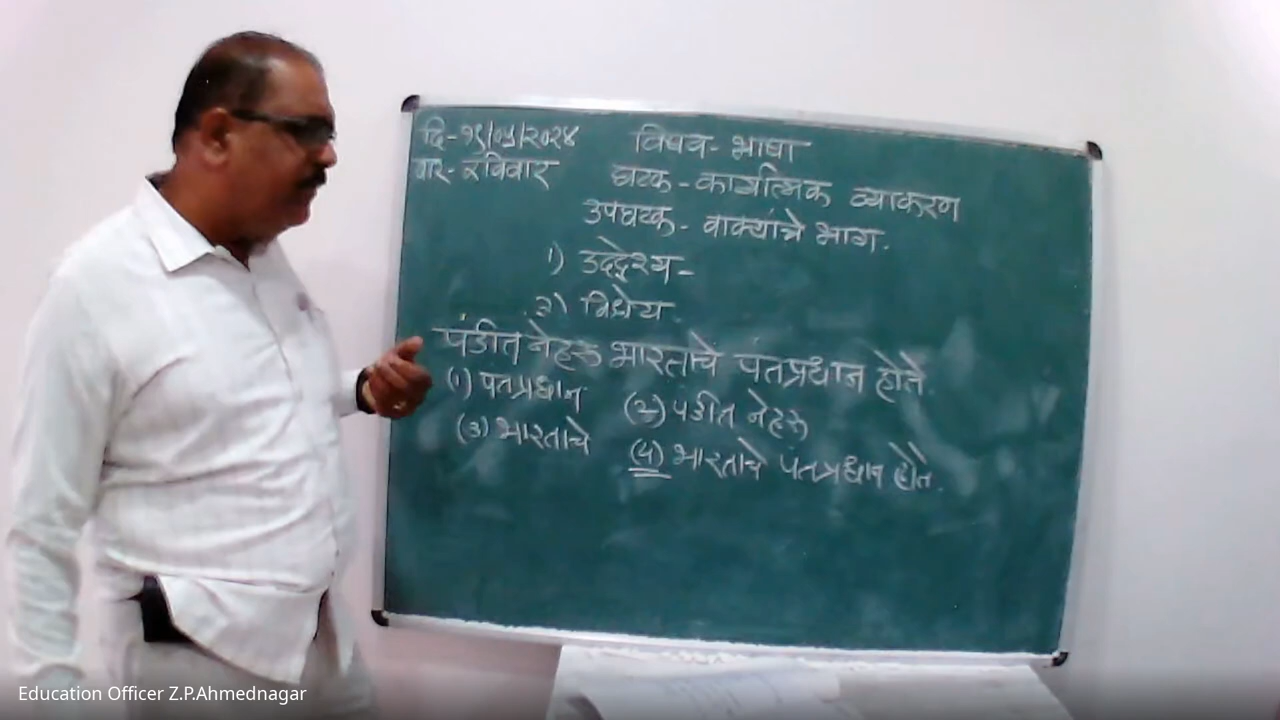 दि-१९/०५/२०२४
वार- रविवार
विषय- भाषा
घटक - कार्यात्मिक व्याकरण
उपघटक - वाक्यांचे भाग.
१) उद्देश्य -
२) विधेय
पंडीत नेहरू भारताचे पंतप्रधान होते.
(१) पंतप्रधान
(२) पंडीत नेहरू
(३) भारताचे
(४) भारताचे पंतप्रधान होते.
Education Officer Z.P.Ahmednagar